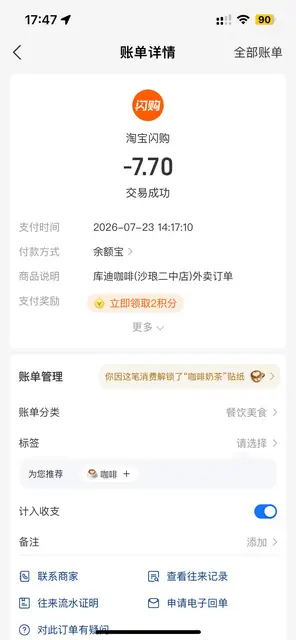 17:47
90
账单详情
全部账单
闪购
淘宝闪购
-7.70
交易成功
支付时间 2026-07-23 14:17:10
付款方式 余额宝
商品说明 库迪咖啡(沙琅二中店)外卖订单
支付奖励 立即领取2积分
更多
账单管理 你因这笔消费解锁了“咖啡奶茶”贴纸
账单分类 餐饮美食
标签 请选择
为您推荐 咖啡 +
计入收支
备注 添加
联系商家 查看往来记录
往来流水证明 申请电子回单
对此订单有疑问